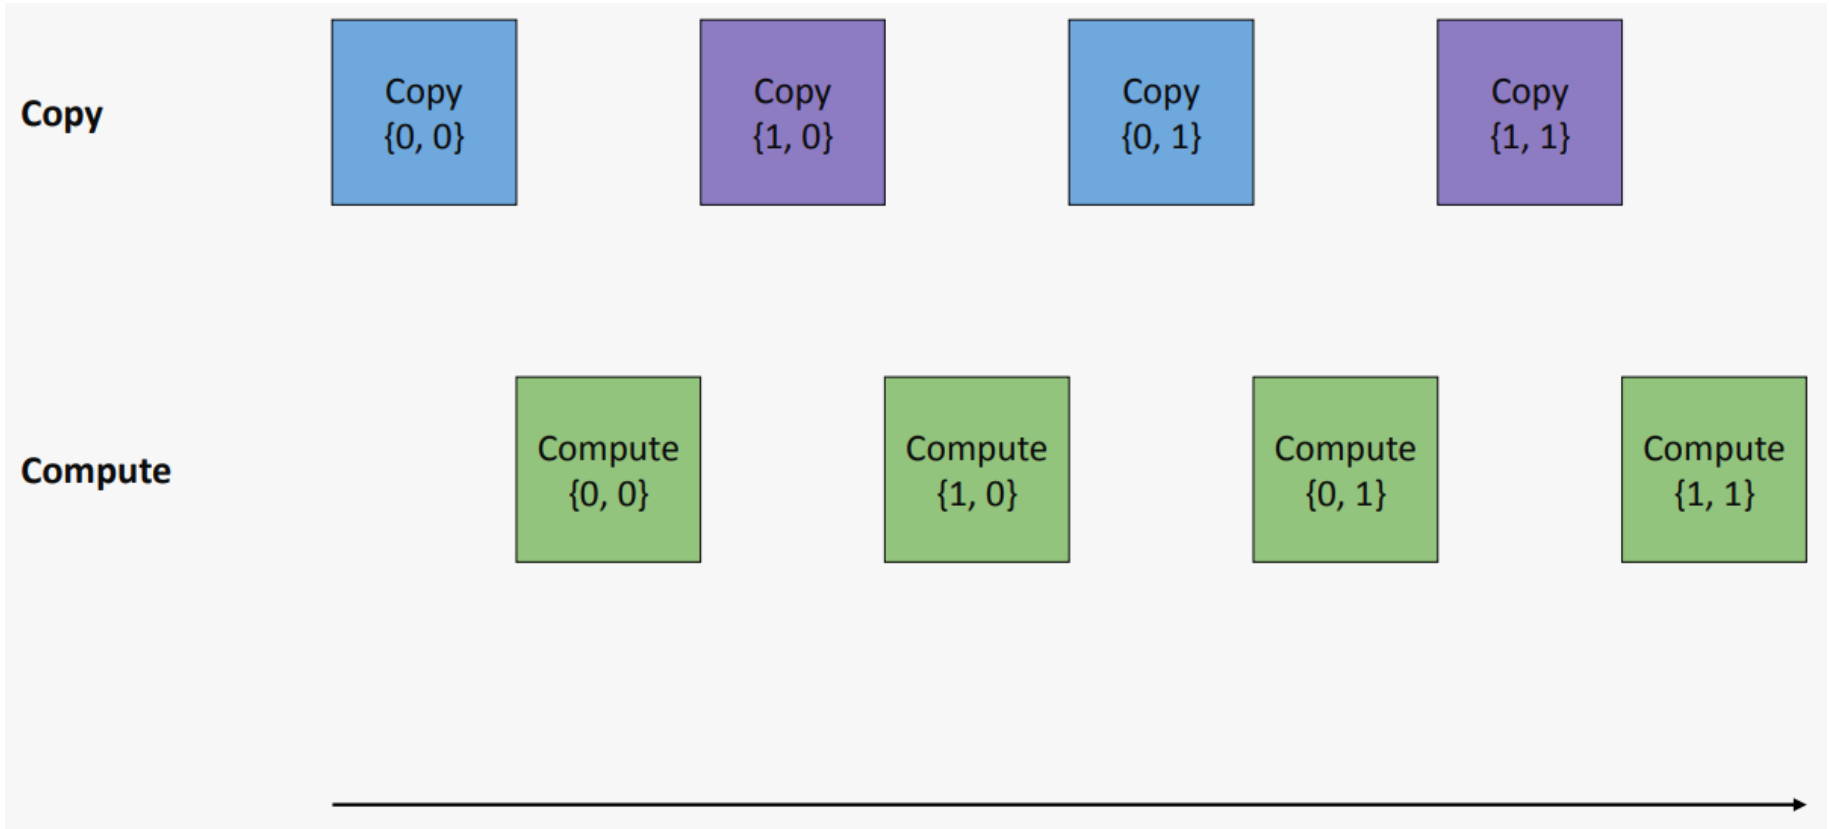 Copy
Copy
{0, 0}
Copy
{1, 0}
Copy
{0, 1}
Copy
{1, 1}
Compute
Compute
{0, 0}
Compute
{1, 0}
Compute
{0, 1}
Compute
{1, 1}